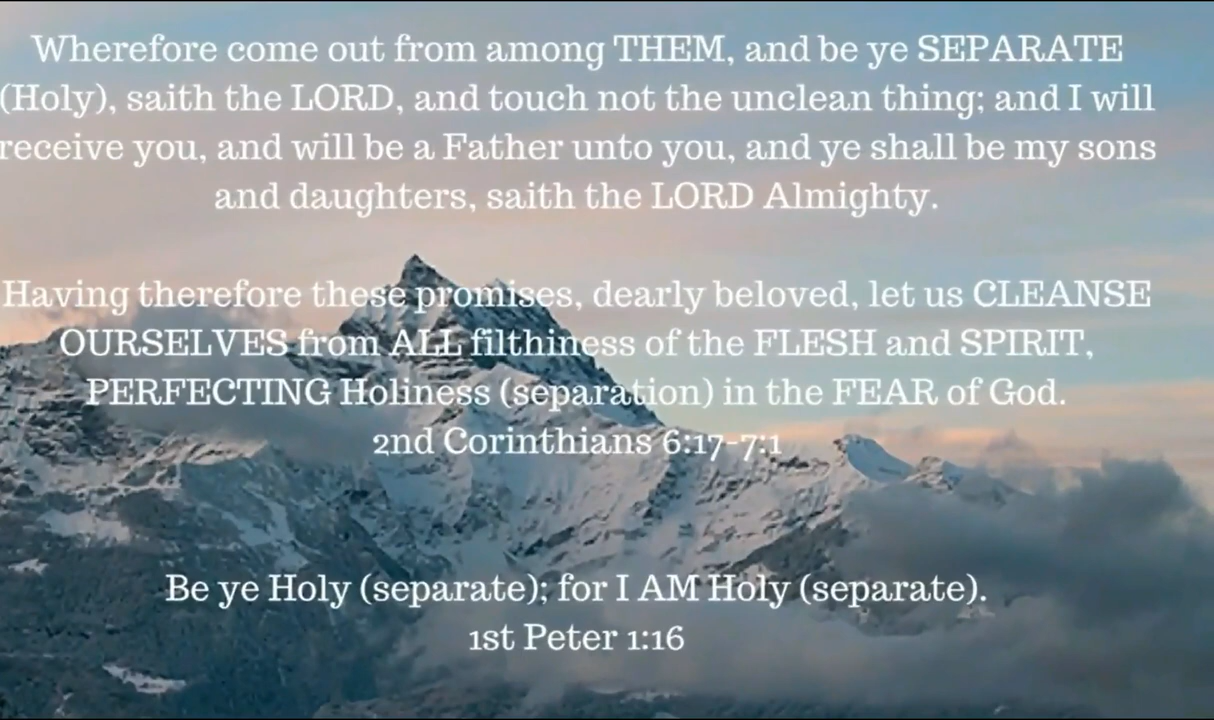 Wherefore come out from among THEM, and be ye SEPARATE
(Holy), saith the LORD, and touch not the unclean thing; and I will
receive you, and will be a Father unto you, and ye shall be my sons
and daughters, saith the LORD Almighty.
Having therefore these promises, dearly beloved, let us CLEANSE
OURSELVES from ALL filthiness of the FLESH and SPIRIT,
PERFECTING Holiness (separation) in the FEAR of God.
2nd Corinthians 6:17-7:1
Be ye Holy (separate); for I AM Holy (separate).
1st Peter 1:16